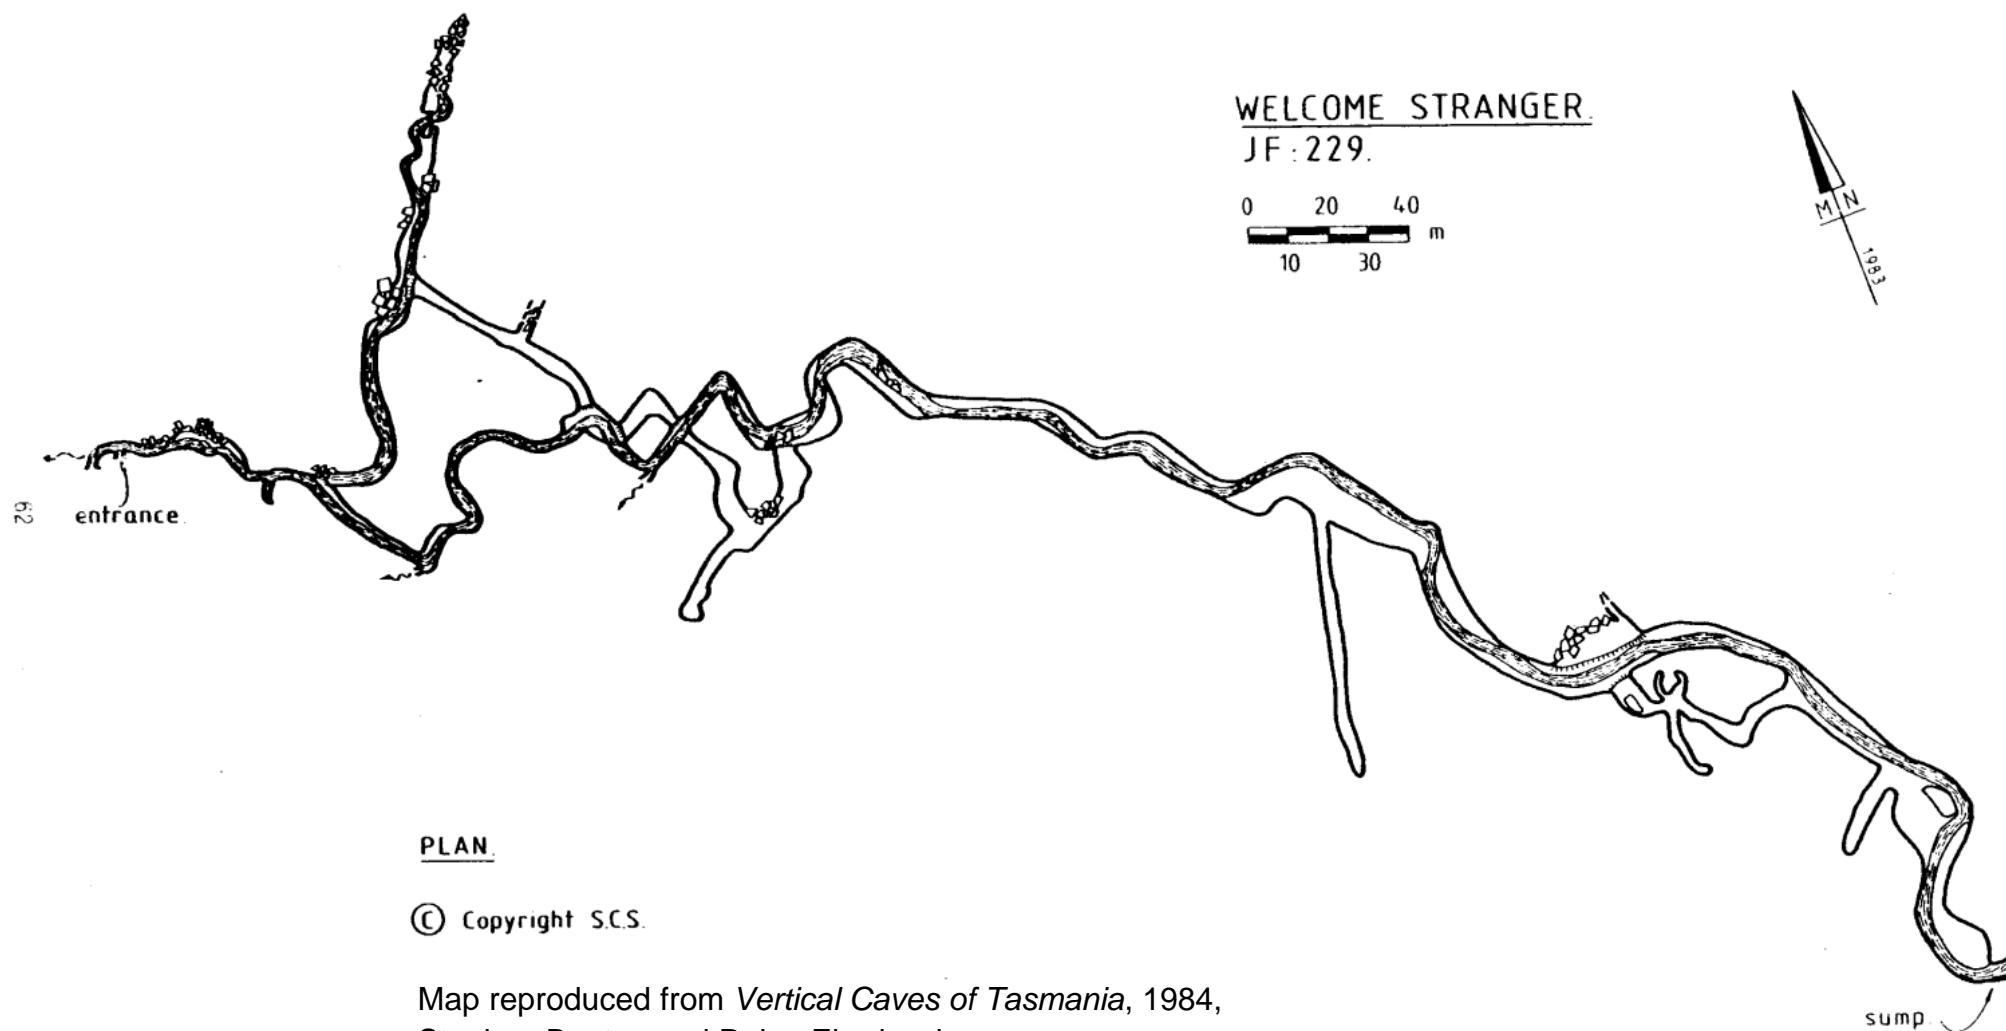 WELCOME STRANGER.
JF:229.
0 20 40
m
10 30
M N
1983
entrance.
62
PLAN.
© Copyright S.C.S.
Map reproduced from Vertical Caves of Tasmania, 1984,
sump.